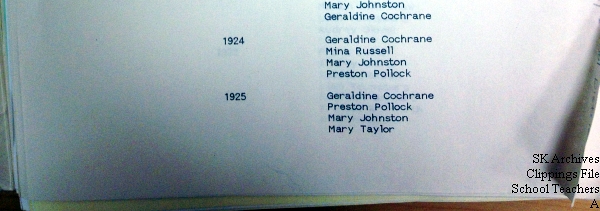 Mary Johnston
Geraldine Cochrane
1924 Geraldine Cochrane
Mina Russell
Mary Johnston
Preston Pollock
1925 Geraldine Cochrane
Preston Pollock
Mary Johnston
Mary Taylor
SK Archives
Clippings File
School Teachers
A